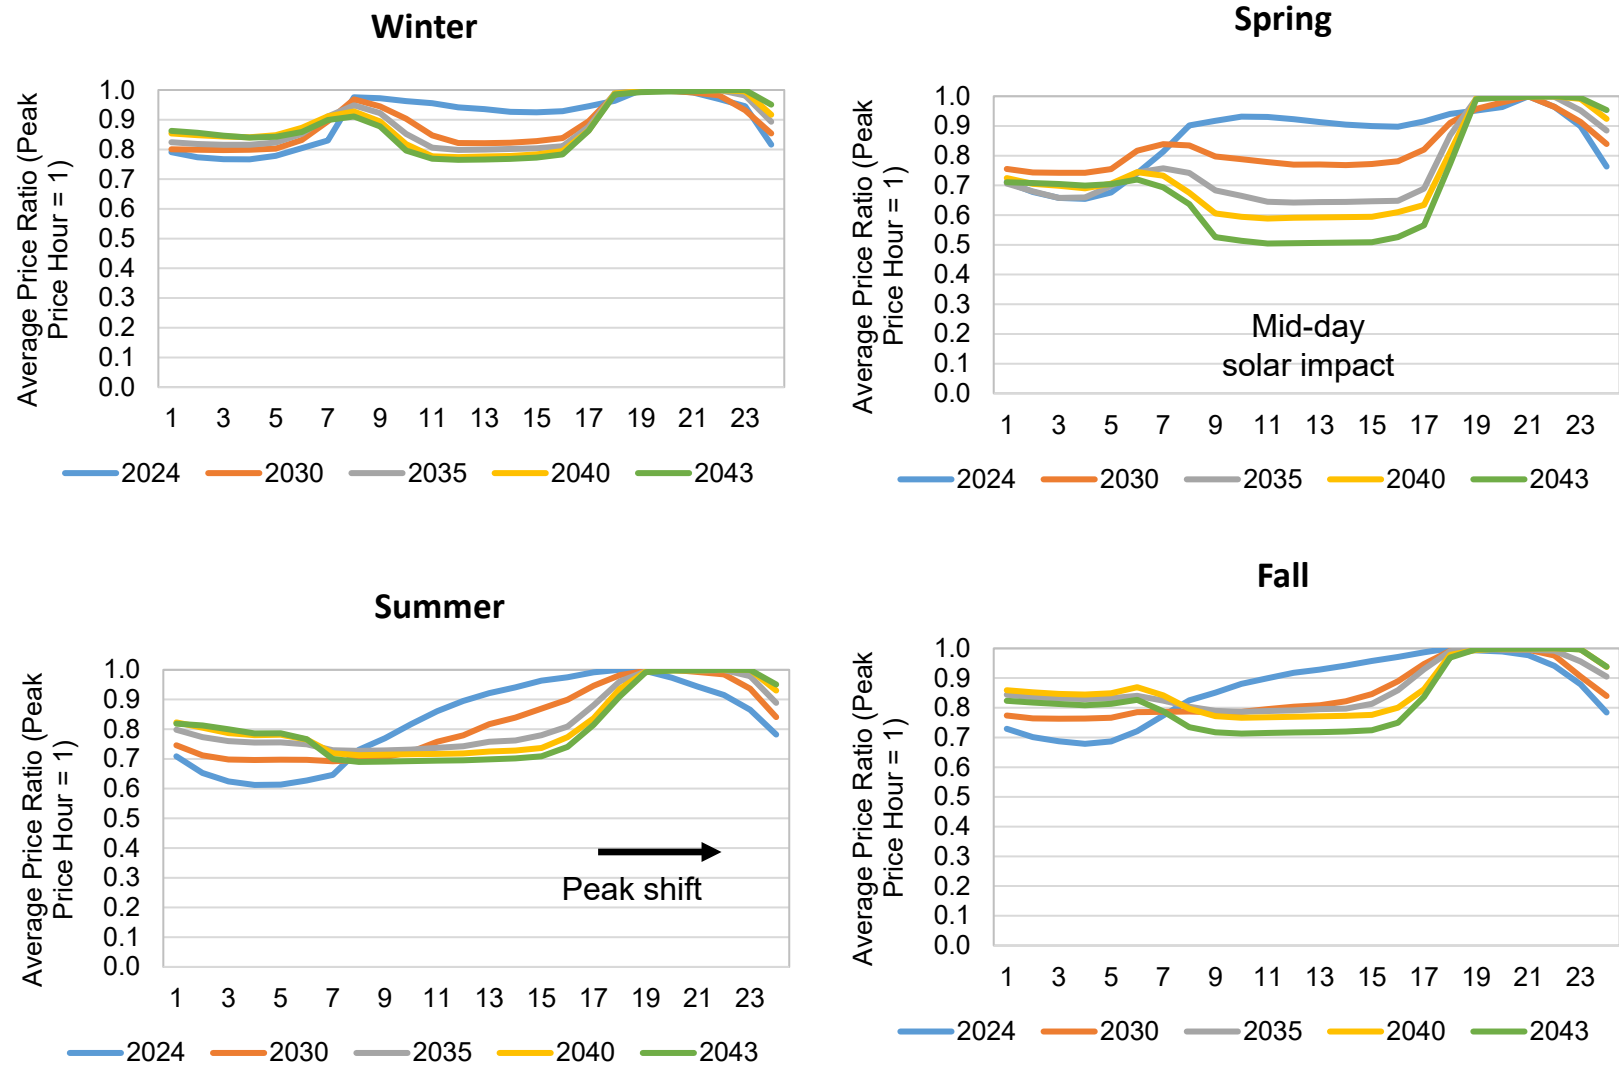 Winter
Average Price Ratio (Peak
Price Hour = 1)
1.0
0.9
0.8
0.7
0.6
0.5
0.4
0.3
0.2
0.1
0.0
1 3 5 7 9 11 13 15 17 19 21 23
2024 2030 2035 2040 2043
Spring
Average Price Ratio (Peak
Price Hour = 1)
1.0
0.9
0.8
0.7
0.6
0.5
0.4
0.3
0.2
0.1
0.0
Mid-day
solar impact
1 3 5 7 9 11 13 15 17 19 21 23
2024 2030 2035 2040 2043
Summer
Average Price Ratio (Peak
Price Hour = 1)
1.0
0.9
0.8
0.7
0.6
0.5
0.4
0.3
0.2
0.1
0.0
Peak shift
1 3 5 7 9 11 13 15 17 19 21 23
2024 2030 2035 2040 2043
Fall
Average Price Ratio (Peak
Price Hour = 1)
1.0
0.9
0.8
0.7
0.6
0.5
0.4
0.3
0.2
0.1
0.0
1 3 5 7 9 11 13 15 17 19 21 23
2024 2030 2035 2040 2043